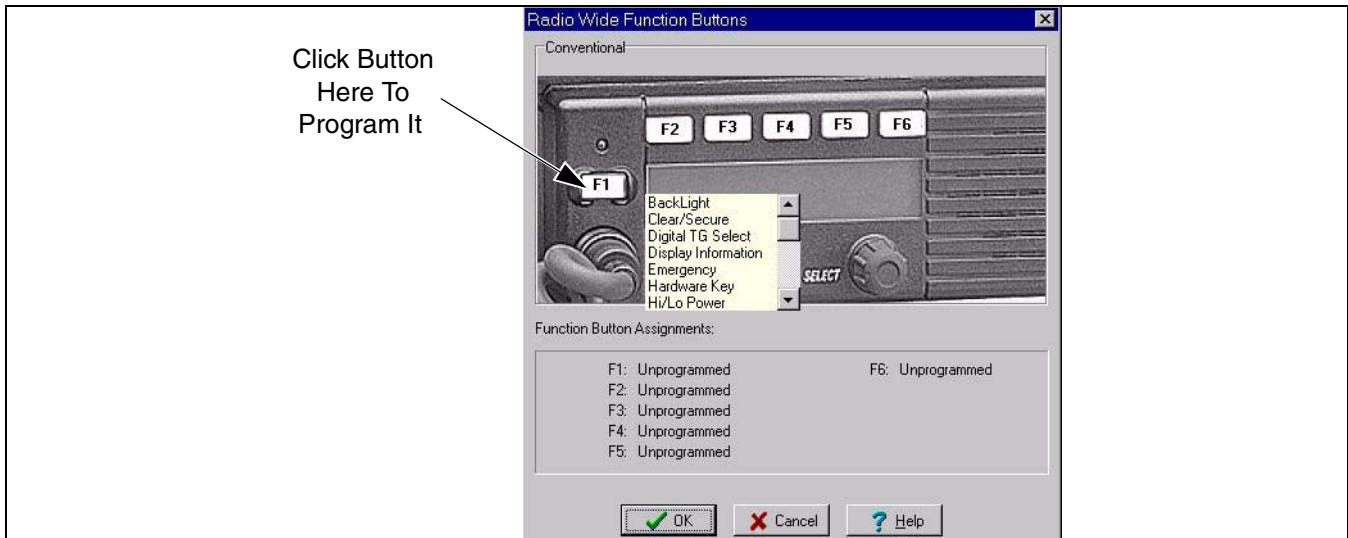 Radio Wide Function Buttons
Click Button
Here To
Program It
Conventional
F2 F3 F4 F5 F6
F1
BackLight
Clear/Secure
Digital TG Select
Display Information
Emergency
Hardware Key
Hi/Lo Power
SELECT
Function Button Assignments:
F1: Unprogrammed F6: Unprogrammed
F2: Unprogrammed
F3: Unprogrammed
F4: Unprogrammed
F5: Unprogrammed
OK Cancel Help